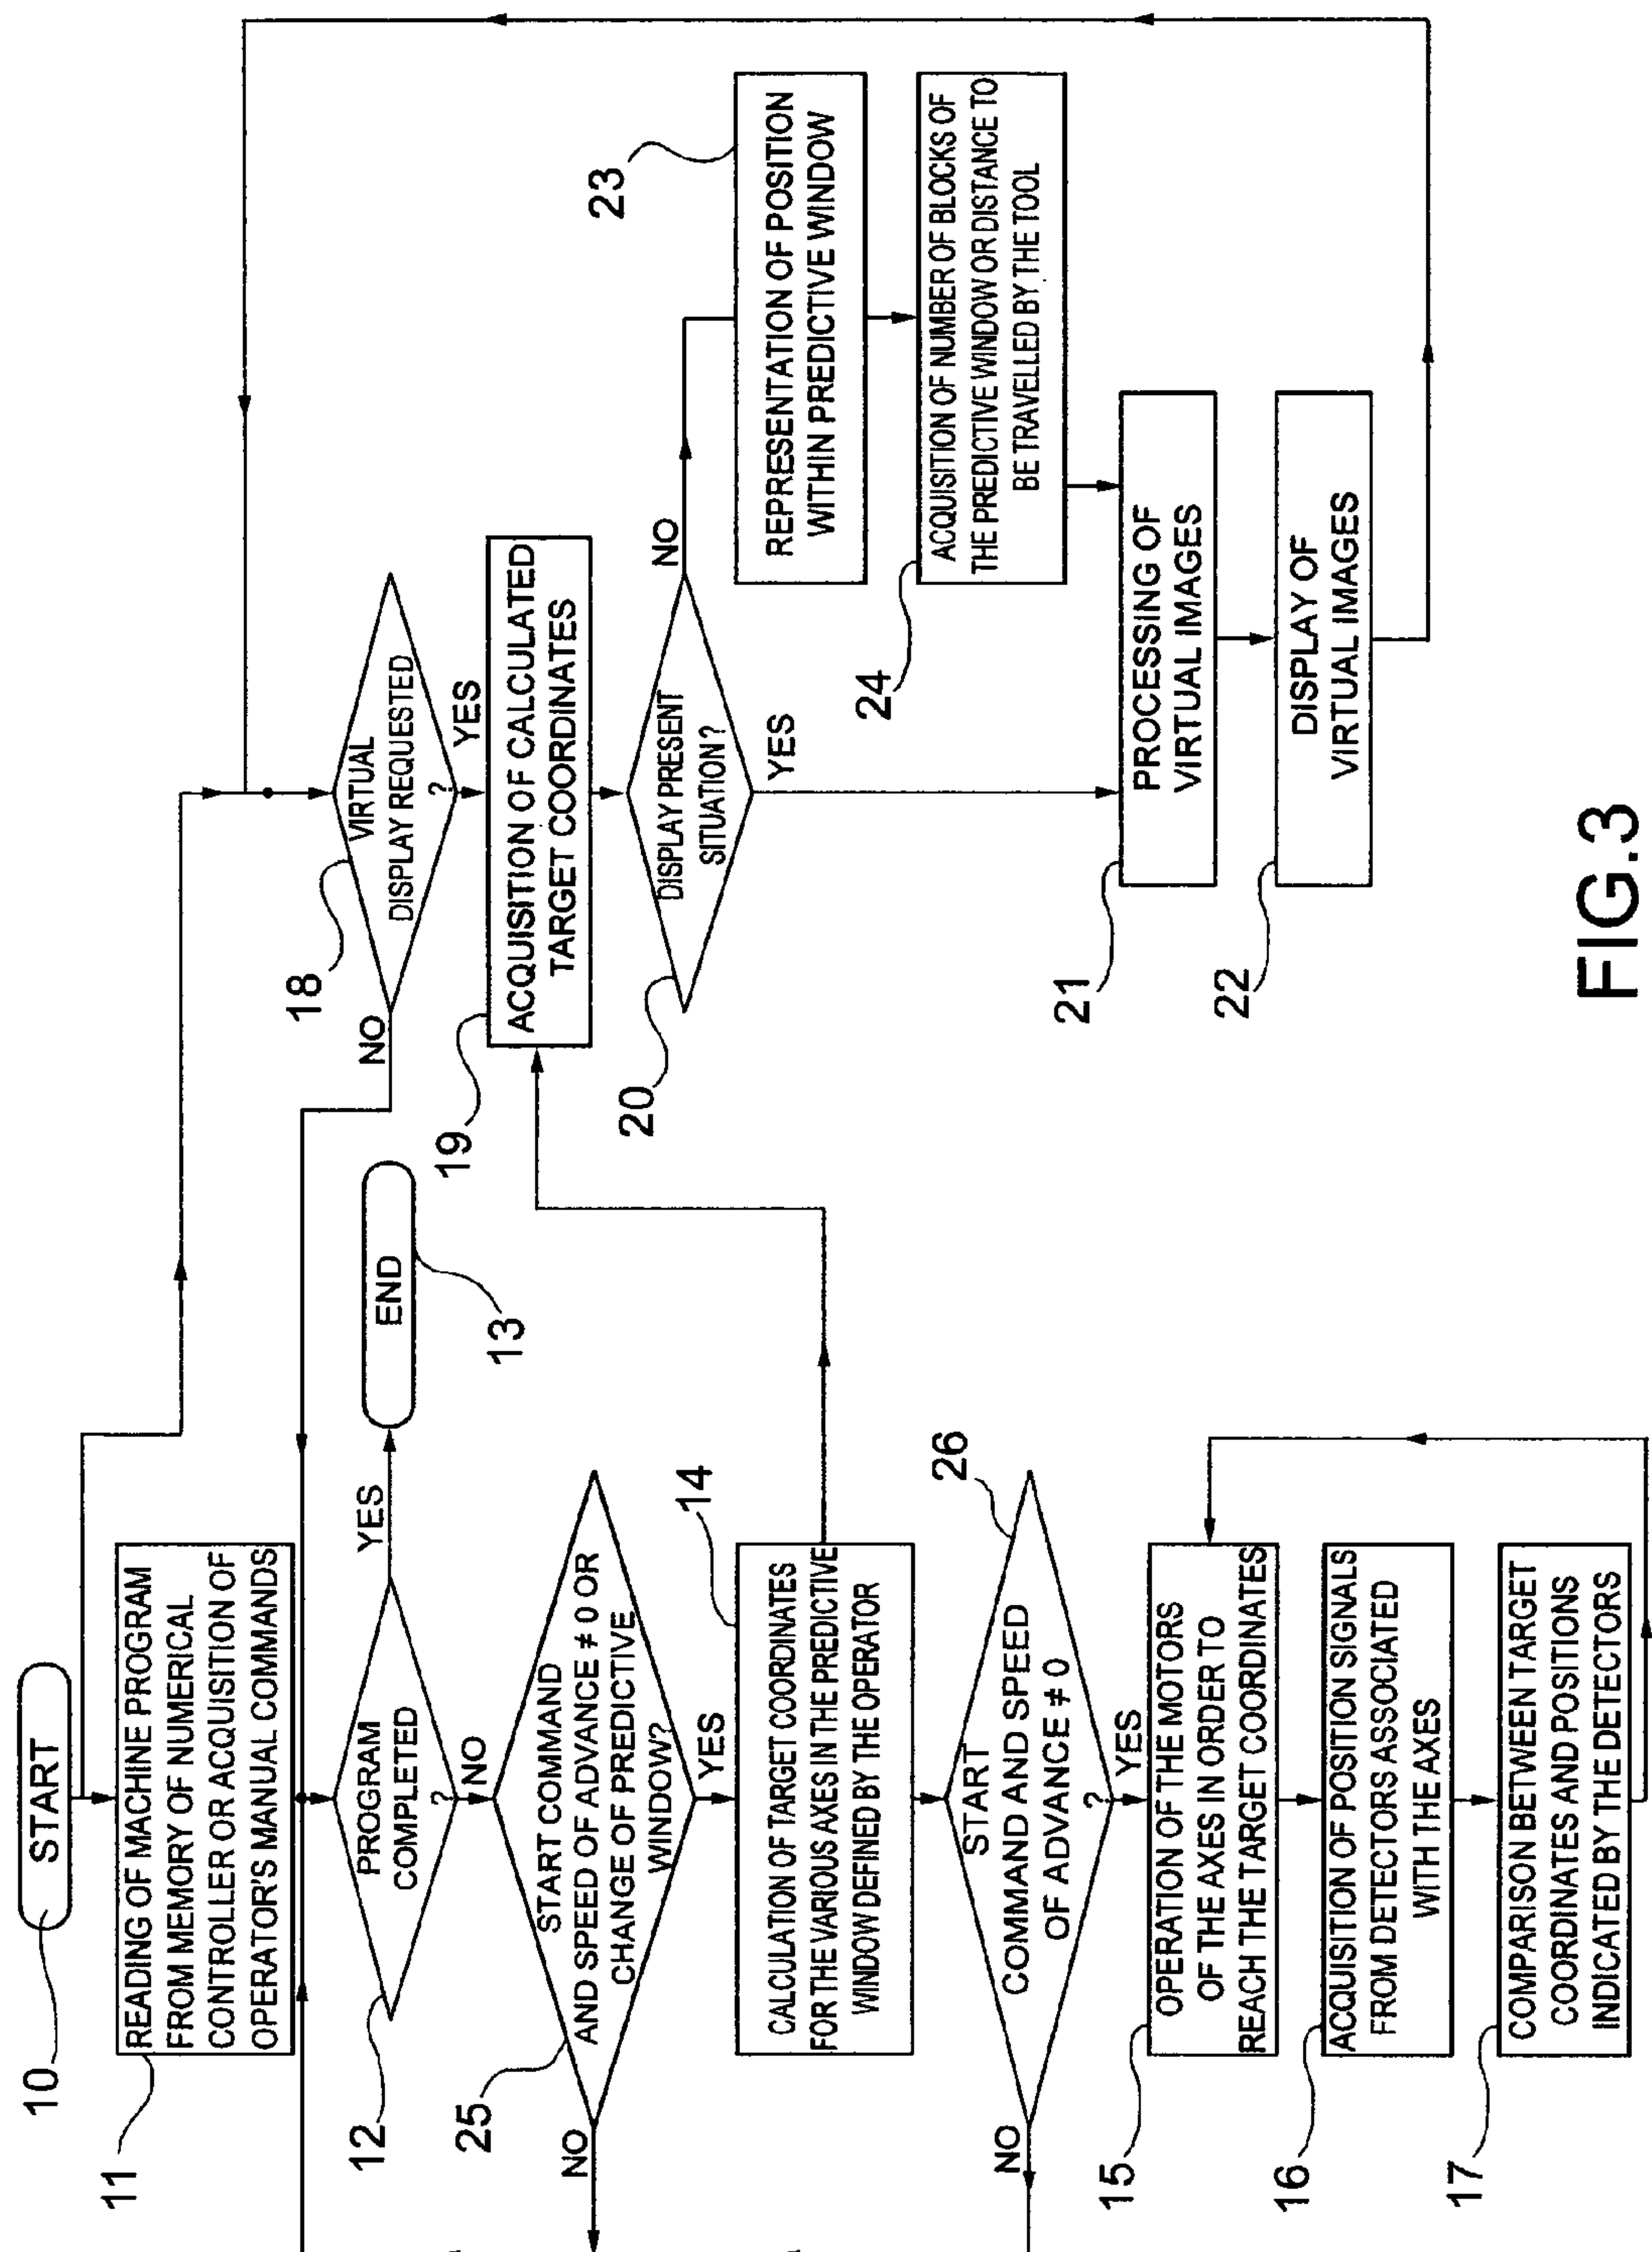 10
START
11
READING OF MACHINE PROGRAM
FROM MEMORY OF NUMERICAL
CONTROLLER OR ACQUISITION OF
OPERATOR'S MANUAL COMMANDS
12
PROGRAM
COMPLETED
?
YES
END
13
NO
25
START COMMAND
AND SPEED OF ADVANCE ≠ 0 OR
CHANGE OF PREDICTIVE
WINDOW?
NO
YES
14
CALCULATION OF TARGET COORDINATES
FOR THE VARIOUS AXES IN THE PREDICTIVE
WINDOW DEFINED BY THE OPERATOR
26
START
COMMAND AND SPEED
OF ADVANCE ≠ 0
?
NO
YES
15
OPERATION OF THE MOTORS
OF THE AXES IN ORDER TO
REACH THE TARGET COORDINATES
16
ACQUISITION OF POSITION SIGNALS
FROM DETECTORS ASSOCIATED
WITH THE AXES
17
COMPARISON BETWEEN TARGET
COORDINATES AND POSITIONS
INDICATED BY THE DETECTORS
18
VIRTUAL
DISPLAY REQUESTED
?
NO
YES
19
ACQUISITION OF CALCULATED
TARGET COORDINATES
20
DISPLAY PRESENT
SITUATION?
NO
YES
23
REPRESENTATION OF POSITION
WITHIN PREDICTIVE WINDOW
24
ACQUISITION OF NUMBER OF BLOCKS OF
THE PREDICTIVE WINDOW OR DISTANCE TO
BE TRAVELLED BY THE TOOL
21
PROCESSING OF
VIRTUAL IMAGES
22
DISPLAY OF
VIRTUAL IMAGES
FIG.3